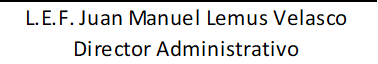 L.E.F. Juan Manuel Lemus Velasco
Director Administrativo